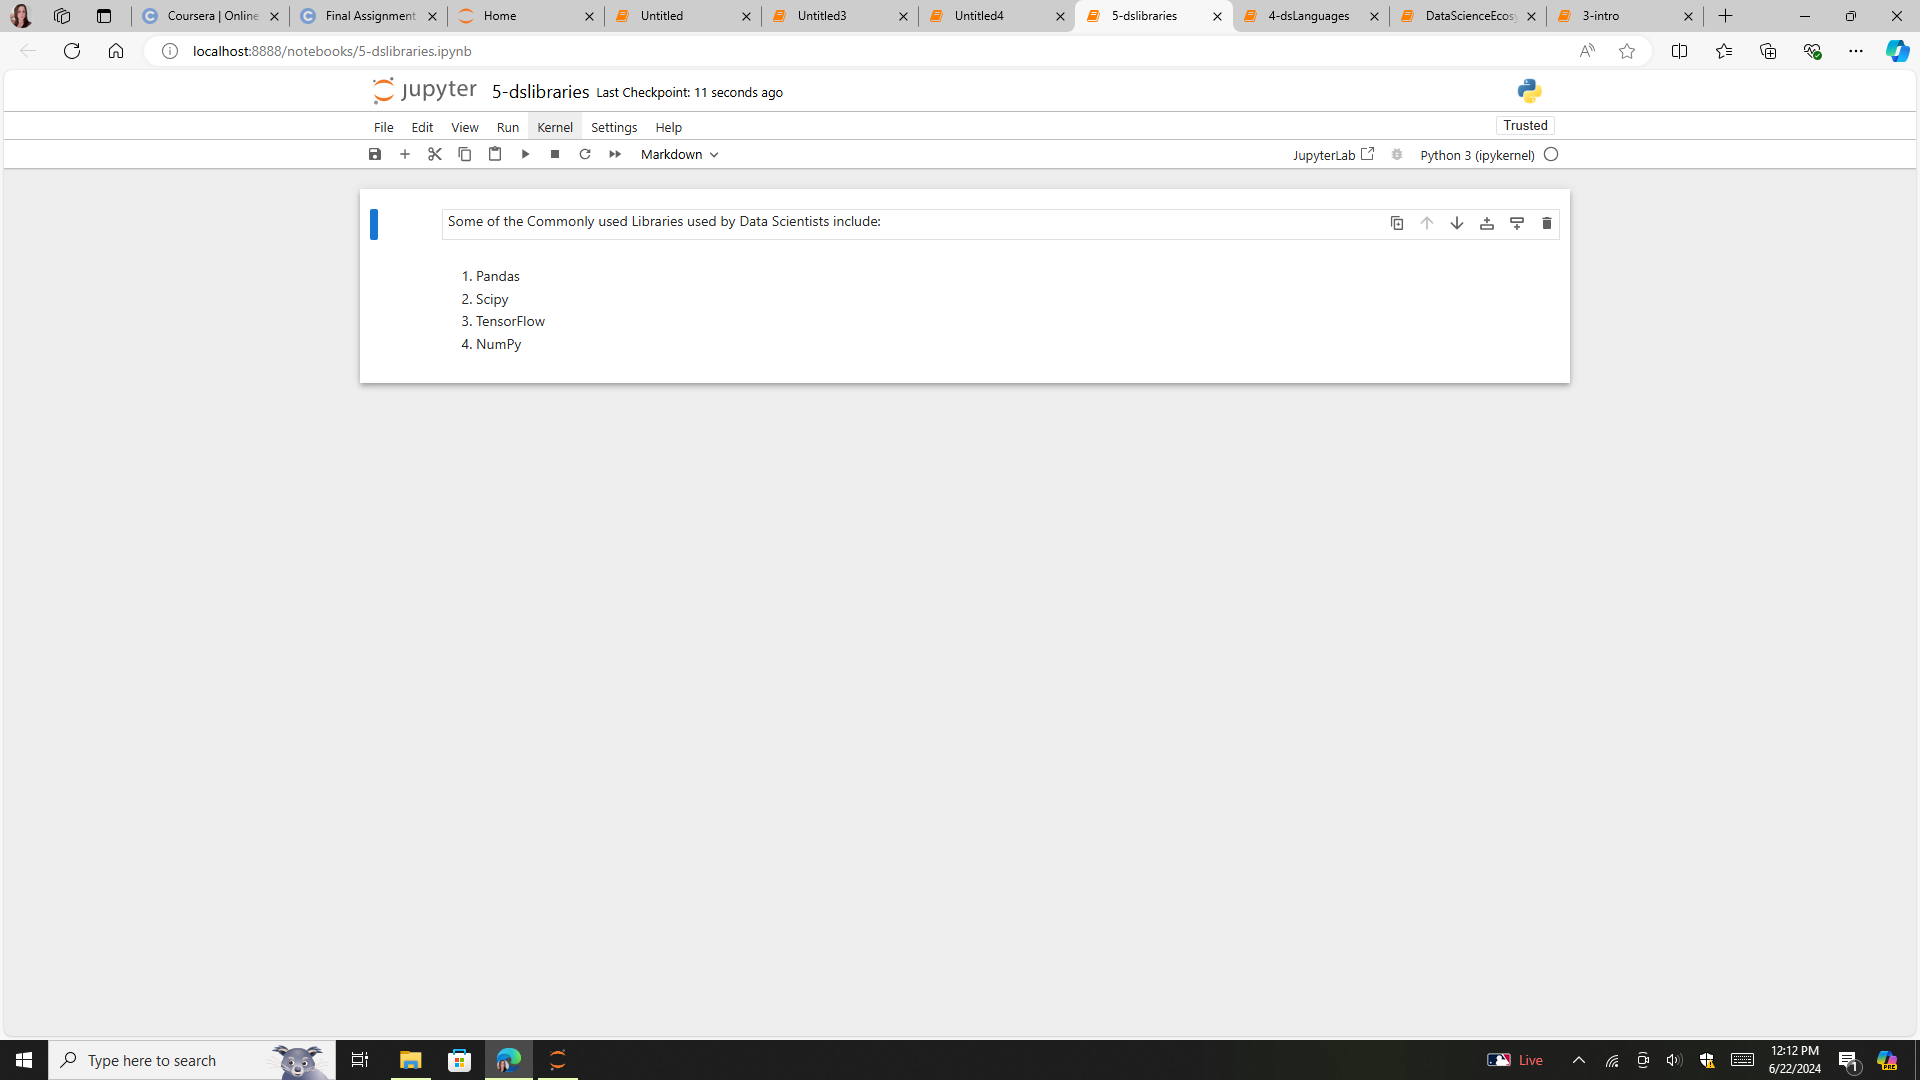 Coursera | Online
Final Assignment
Home
Untitled
Untitled3
Untitled4
5-dslibraries
4-dsLanguages
DataScienceEcosy
3-intro
localhost:8888/notebooks/5-dslibraries.ipynb
jupyter 5-dslibraries Last Checkpoint: 11 seconds ago
File Edit View Run Kernel Settings Help
Trusted
Markdown
JupyterLab
Python 3 (ipykernel)
Some of the Commonly used Libraries used by Data Scientists include:
1. Pandas
2. Scipy
3. TensorFlow
4. NumPy
Type here to search
Live
12:12 PM
6/22/2024
1
PRE